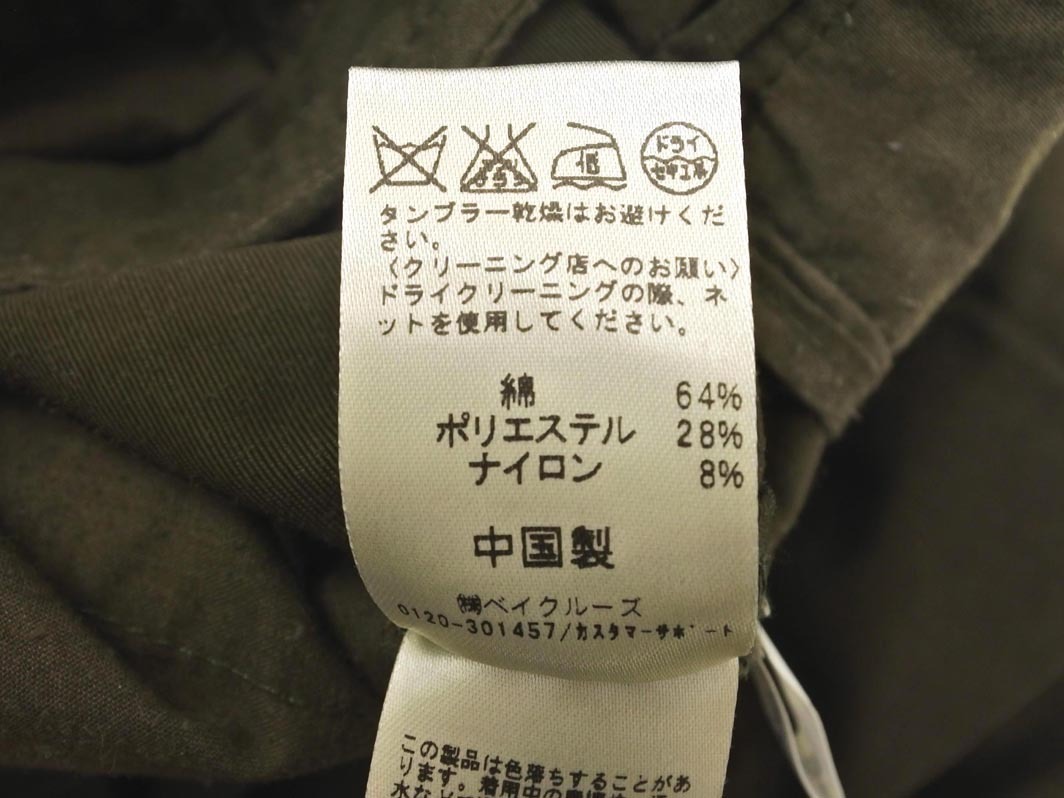 低
ドライ
セキユ系
タンブラー乾燥はお避けくだ
さい。
〈クリーニング店へのお願い〉
ドライクリーニングの際、ネ
ットを使用してください。
綿 64%
ポリエステル 28%
ナイロン 8%
中国製
㈱ベイクルーズ
0120-301457/カスタマーサポート
この製品は色落ちすることがあ
ります。着用中の
水など